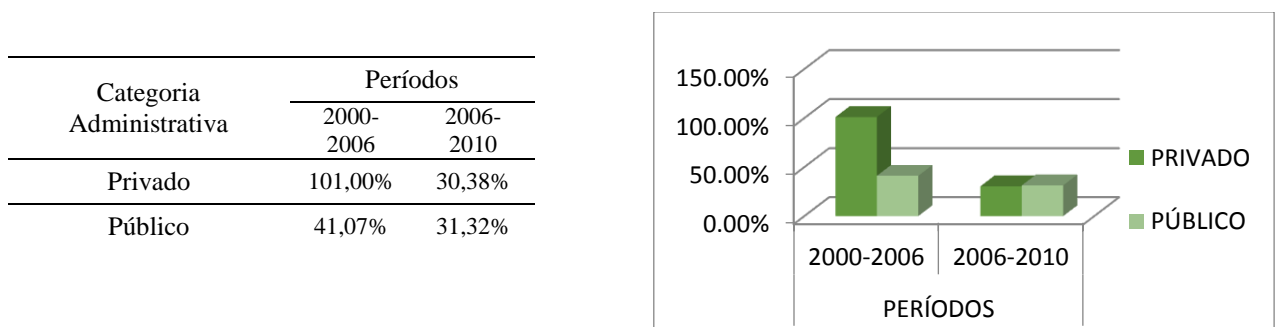 Categoria
Administrativa
Períodos
2000-
2006
2006-
2010
Privado 101,00% 30,38%
Público 41,07% 31,32%
150.00%
100.00%
50.00%
0.00%
2000-2006 2006-2010
PERÍODOS
PRIVADO
PÚBLICO